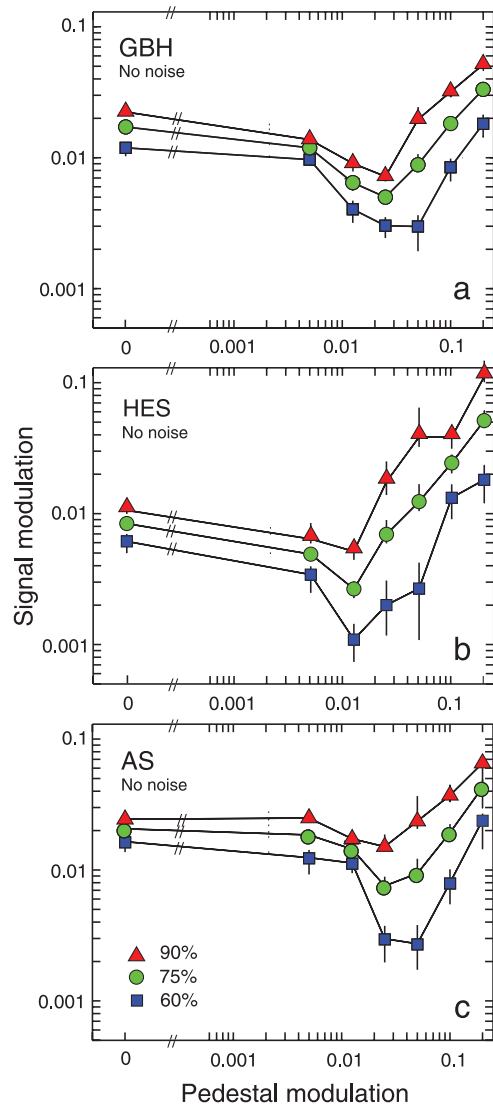 0.1
GBH
No noise
0.01
0.001
a
0 0.001 0.01 0.1
0.1
HES
No noise
0.01
0.001
b
0 0.001 0.01 0.1
Signal modulation
0.1
AS
No noise
0.01
90%
75%
60%
0.001
c
0 0.001 0.01 0.1
Pedestal modulation